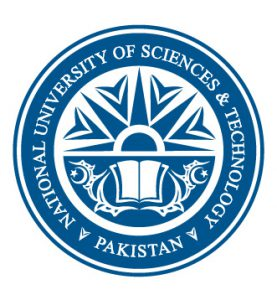 NATIONAL UNIVERSITY OF SCIENCES & TECHNOLOGY
PAKISTAN